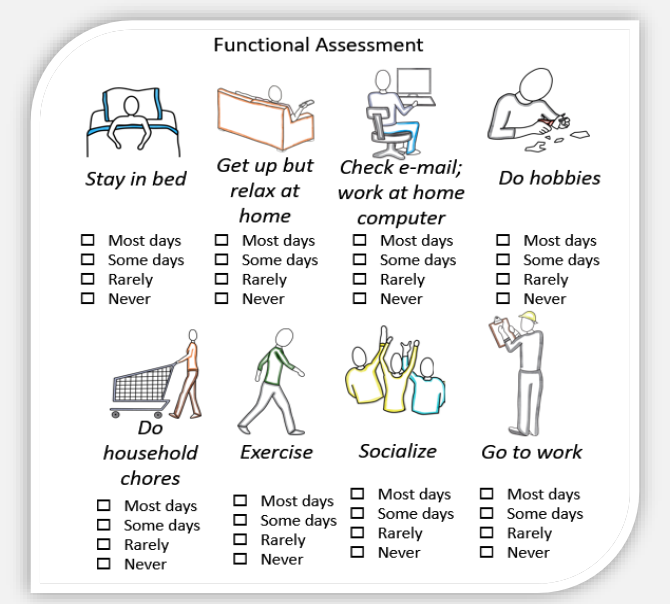 Functional Assessment
Stay in bed
☐ Most days
☐ Some days
☐ Rarely
☐ Never
Get up but
relax at
home
☐ Most days
☐ Some days
☐ Rarely
☐ Never
Check e-mail;
work at home
computer
☐ Most days
☐ Some days
☐ Rarely
☐ Never
Do hobbies
☐ Most days
☐ Some days
☐ Rarely
☐ Never
Do
household
chores
☐ Most days
☐ Some days
☐ Rarely
☐ Never
Exercise
☐ Most days
☐ Some days
☐ Rarely
☐ Never
Socialize
☐ Most days
☐ Some days
☐ Rarely
☐ Never
Go to work
☐ Most days
☐ Some days
☐ Rarely
☐ Never